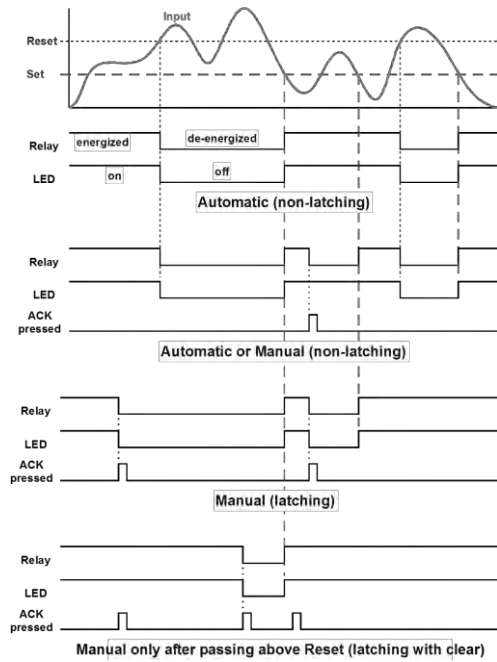 Input
Reset
Set
energized
de-energized
Relay
LED
on
off
Automatic (non-latching)
Relay
LED
ACK
pressed
Automatic or Manual (non-latching)
Relay
LED
ACK
pressed
Manual (latching)
Relay
LED
ACK
pressed
Manual only after passing above Reset (latching with clear)